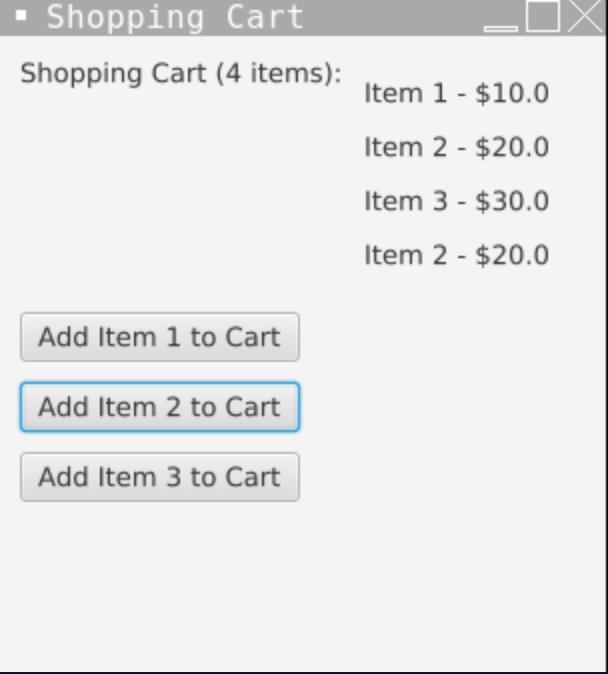 Shopping Cart
Shopping Cart (4 items):
Item 1 - $10.0
Item 2 - $20.0
Item 3 - $30.0
Item 2 - $20.0
Add Item 1 to Cart
Add Item 2 to Cart
Add Item 3 to Cart